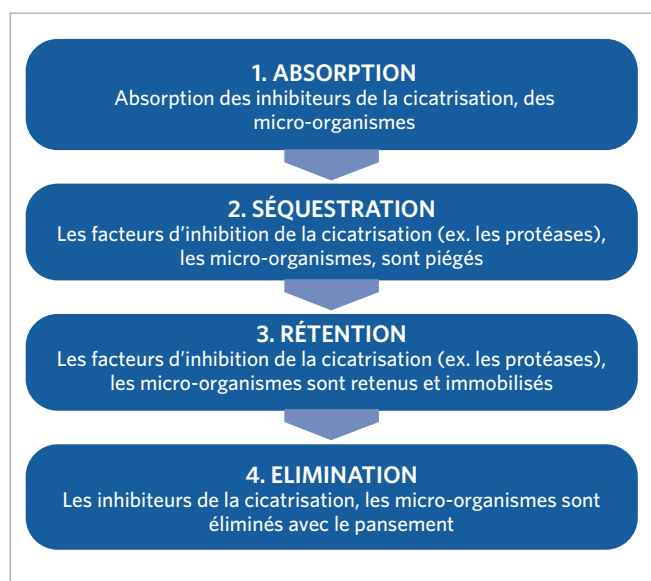 1. ABSORPTION
Absorption des inhibiteurs de la cicatrisation, des
micro-organismes
2. SÉQUESTRATION
Les facteurs d’inhibition de la cicatrisation (ex. les protéases),
les micro-organismes, sont piégés
3. RÉTENTION
Les facteurs d’inhibition de la cicatrisation (ex. les protéases),
les micro-organismes sont retenus et immobilisés
4. ELIMINATION
Les inhibiteurs de la cicatrisation, les micro-organismes sont
éliminés avec le pansement